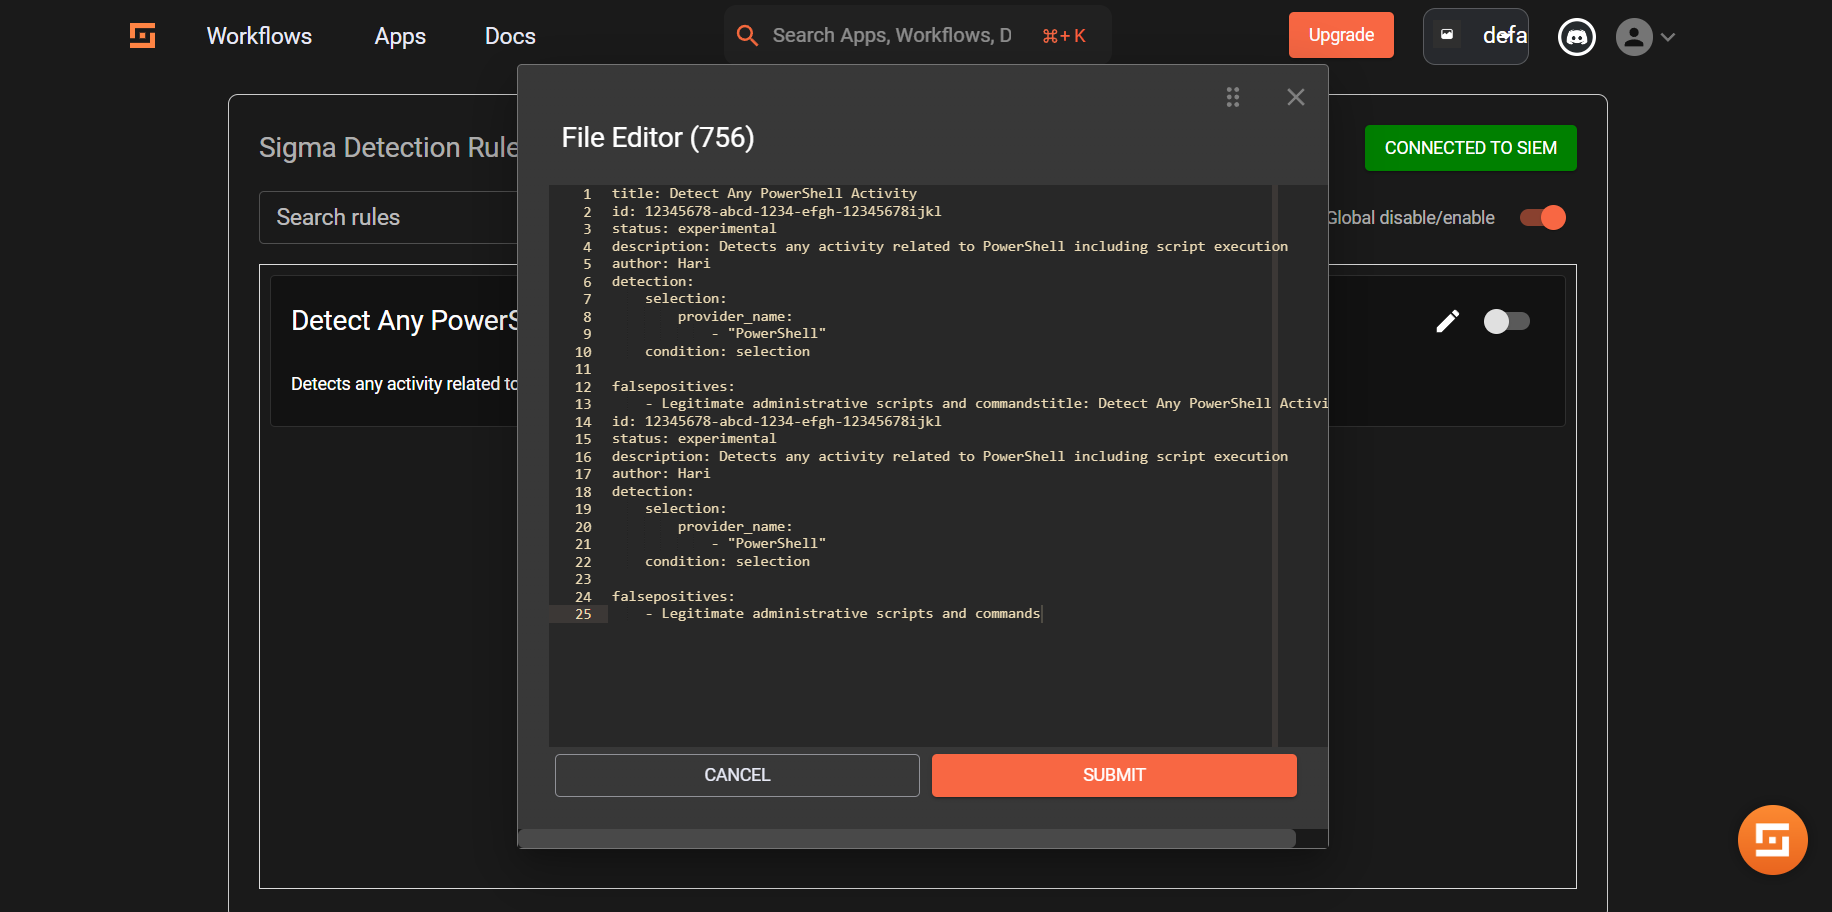 Workflows
Apps
Docs
Search Apps, Workflows, D
⌘+K
Upgrade
defa
Sigma Detection Rule
CONNECTED TO SIEM
Search rules
Global disable/enable
Detect Any PowerS
Detects any activity related to
File Editor (756)
1 title: Detect Any PowerShell Activity
2 id: 12345678-abcd-1234-efgh-12345678ijkl
3 status: experimental
4 description: Detects any activity related to PowerShell including script execution
5 author: Hari
6 detection:
7 selection:
8 provider_name:
9 - "PowerShell"
10 condition: selection
11
12 falsepositives:
13 - Legitimate administrative scripts and commandstitle: Detect Any PowerShell Activi
14 id: 12345678-abcd-1234-efgh-12345678ijkl
15 status: experimental
16 description: Detects any activity related to PowerShell including script execution
17 author: Hari
18 detection:
19 selection:
20 provider_name:
21 - "PowerShell"
22 condition: selection
23
24 falsepositives:
25 - Legitimate administrative scripts and commands
CANCEL
SUBMIT